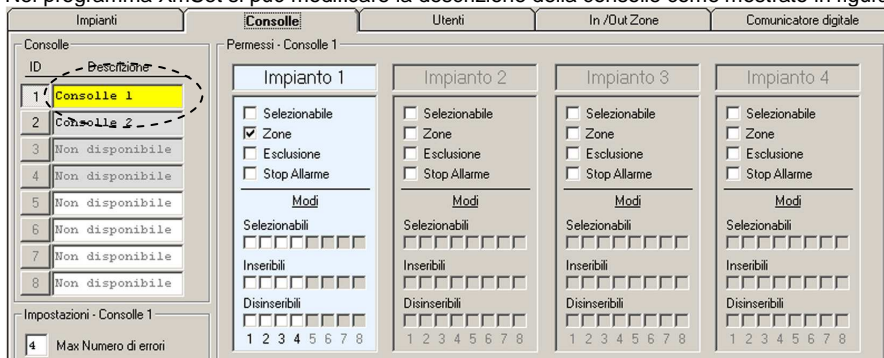 Nel programma XmSet si può modificare la descrizione della consolle come mostrato in figura
Impianti Consolle Utenti In /Out Zone Comunicatore digitale
Consolle
ID Descrizione
1 Consolle 1
2 Consolle 2
3 Non disponibile
4 Non disponibile
5 Non disponibile
6 Non disponibile
7 Non disponibile
8 Non disponibile
Impostazioni - Consolle 1
4 Max Numero di errori
Permessi - Consolle 1
Impianto 1
Selezionabile
Zone
Esclusione
Stop Allarme
Modi
Selezionabili
Inseribili
Disinseribili
1 2 3 4 5 6 7 8
Impianto 2
Selezionabile
Zone
Esclusione
Stop Allarme
Modi
Selezionabili
Inseribili
Disinseribili
1 2 3 4 5 6 7 8
Impianto 3
Selezionabile
Zone
Esclusione
Stop Allarme
Modi
Selezionabili
Inseribili
Disinseribili
1 2 3 4 5 6 7 8
Impianto 4
Selezionabile
Zone
Esclusione
Stop Allarme
Modi
Selezionabili
Inseribili
Disinseribili
1 2 3 4 5 6 7 8